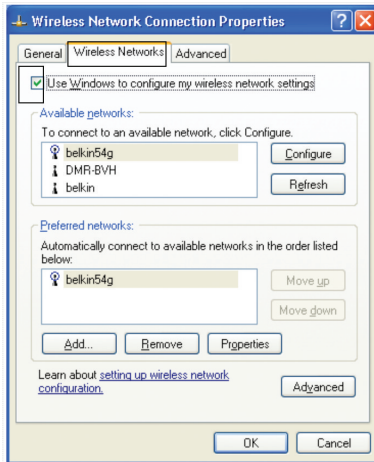 Wireless Network Connection Properties
General Wireless Networks Advanced
Use Windows to configure my wireless network settings
Available networks:
To connect to an available network, click Configure.
belkin54g
DMR-BVH
belkin
Configure
Refresh
Preferred networks:
Automatically connect to available networks in the order listed
below:
belkin54g
Move up
Move down
Add... Remove Properties
Learn about setting up wireless network
configuration.
Advanced
OK Cancel